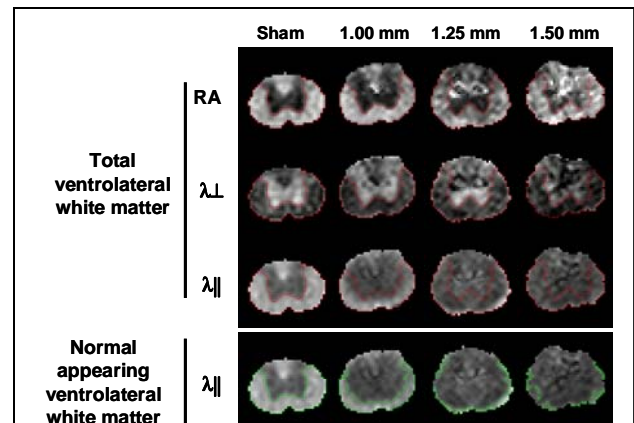 Sham 1.00 mm 1.25 mm 1.50 mm
RA
Total
ventrolateral
white matter
λ⊥
λ||
Normal
appearing
ventrolateral
white matter
λ||